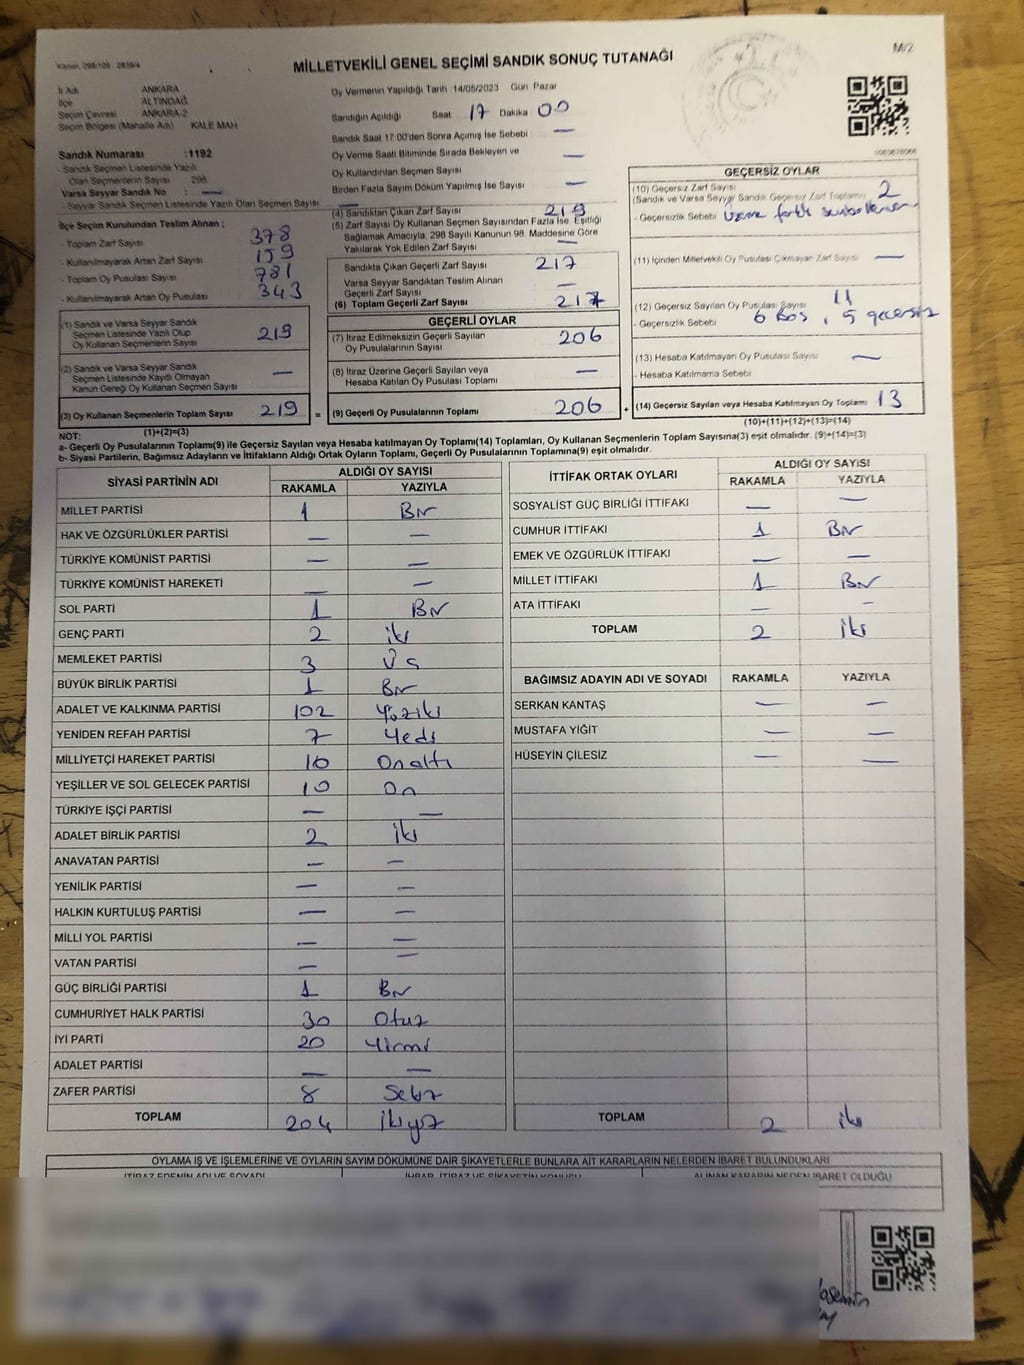 Kanun, 298/103 - 2839/4
M/2
MİLLETVEKİLİ GENEL SEÇİMİ SANDIK SONUÇ TUTANAĞI
İl Adı ANKARA
İlçe ALTINDAĞ
Seçim Çevresi ANKARA-2
Seçim Bölgesi (Mahalle Adı) KALE MAH
Sandık Numarası :1192
- Sandık Seçmen Listesinde Yazılı
Olan Seçmenlerin Sayısı : 298
Varsa Seyyar Sandık No : —
- Seyyar Sandık Seçmen Listesinde Yazılı Olan Seçmen Sayısı —
Oy Vermenin Yapıldığı Tarih 14/05/2023 Gün Pazar
Sandığın Açıldığı Saat 17 Dakika 00
Sandık Saat 17:00'den Sonra Açımış İse Sebebi —
Oy Verme Saati Bitiminde Sırada Bekleyen ve —
Oy Kullandırılan Seçmen Sayısı
Birden Fazla Sayım Döküm Yapılmış İse Sayısı —
İlçe Seçim Kurulundan Teslim Alınan ;
- Toplam Zarf Sayısı 378
- Kullanılmayarak Artan Zarf Sayısı 159
- Toplam Oy Pusulası Sayısı 781
- Kullanılmayarak Artan Oy Pusulası 343
(4) Sandıktan Çıkan Zarf Sayısı 219
(5) Zarf Sayısı Oy Kullanan Seçmen Sayısından Fazla İse, Eşitliği
Sağlamak Amacıyla, 298 Sayılı Kanunun 98. Maddesine Göre
Yakılarak Yok Edilen Zarf Sayısı —
Sandıkta Çıkan Geçerli Zarf Sayısı 217
Varsa Seyyar Sandıktan Teslim Alınan
Geçerli Zarf Sayısı —
(6) Toplam Geçerli Zarf Sayısı 217
GEÇERSİZ OYLAR
(10) Geçersiz Zarf Sayısı 2
(Sandık ve Varsa Seyyar Sandık Geçersiz Zarf Toplamı)
- Geçersizlik Sebebi
(11) İçinden Milletvekili Oy Pusulası Çıkmayan Zarf Sayısı —
(12) Geçersiz Sayılan Oy Pusulası Sayısı 11
- Geçersizlik Sebebi 6 Boş, 5 geçersiz
(13) Hesaba Katılmayan Oy Pusulası Sayısı —
- Hesaba Katılmama Sebebi
(14) Geçersiz Sayılan veya Hesaba Katılmayan Oy Toplamı 13
(10)+(11)+(12)+(13)=(14)
(1) Sandık ve Varsa Seyyar Sandık
Seçmen Listesinde Yazılı Olup
Oy Kullanan Seçmenlerin Sayısı 219
(2) Sandık ve Varsa Seyyar Sandık
Seçmen Listesinde Kayıtlı Olmayan
Kanun Gereği Oy Kullanan Seçmen Sayısı —
(3) Oy Kullanan Seçmenlerin Toplam Sayısı 219 =
(1)+(2)=(3)
GEÇERLİ OYLAR
(7) İtiraz Edilmeksizin Geçerli Sayılan
Oy Pusulalarının Sayısı 206
(8) İtiraz Üzerine Geçerli Sayılan veya
Hesaba Katılan Oy Pusulası Toplamı —
(9) Geçerli Oy Pusulalarının Toplamı 206 +
NOT:
a- Geçerli Oy Pusulalarının Toplamı(9) ile Geçersiz Sayılan veya Hesaba katılmayan Oy Toplamı(14) Toplamları, Oy Kullanan Seçmenlerin Toplam Sayısına(3) eşit olmalıdır. (9)+(14)=(3)
b- Siyasi Partilerin, Bağımsız Adayların ve İttifakların Aldığı Ortak Oyların Toplamı, Geçerli Oy Pusulalarının Toplamına(9) eşit olmalıdır.
SİYASİ PARTİNİN ADI ALDIĞI OY SAYISI
RAKAMLA YAZIYLA
MİLLET PARTİSİ 1 Bir
HAK VE ÖZGÜRLÜKLER PARTİSİ — —
TÜRKİYE KOMÜNİST PARTİSİ — —
TÜRKİYE KOMÜNİST HAREKETİ — —
SOL PARTİ 1 Bir
GENÇ PARTİ 2 iki
MEMLEKET PARTİSİ 3 Üç
BÜYÜK BİRLİK PARTİSİ 1 Bir
ADALET VE KALKINMA PARTİSİ 102 Yüziki
YENİDEN REFAH PARTİSİ 7 Yedi
MİLLİYETÇİ HAREKET PARTİSİ 16 Onaltı
YEŞİLLER VE SOL GELECEK PARTİSİ 10 On
TÜRKİYE İŞÇİ PARTİSİ — —
ADALET BİRLİK PARTİSİ 2 iki
ANAVATAN PARTİSİ — —
YENİLİK PARTİSİ — —
HALKIN KURTULUŞ PARTİSİ — —
MİLLİ YOL PARTİSİ — —
VATAN PARTİSİ — —
GÜÇ BİRLİĞİ PARTİSİ 1 Bir
CUMHURİYET HALK PARTİSİ 30 Otuz
İYİ PARTİ 20 Yirmi
ADALET PARTİSİ — —
ZAFER PARTİSİ 8 Sekiz
TOPLAM 204
İTTİFAK ORTAK OYLARI ALDIĞI OY SAYISI
RAKAMLA YAZIYLA
SOSYALİST GÜÇ BİRLİĞİ İTTİFAKI — —
CUMHUR İTTİFAKI 1 Bir
EMEK VE ÖZGÜRLÜK İTTİFAKI — —
MİLLET İTTİFAKI 1 Bir
ATA İTTİFAKI — —
TOPLAM 2 iki
BAĞIMSIZ ADAYIN ADI VE SOYADI RAKAMLA YAZIYLA
SERKAN KANTAŞ — —
MUSTAFA YİĞİT — —
HÜSEYİN ÇİLESİZ — —
TOPLAM 2 iki
OYLAMA İŞ VE İŞLEMLERİNE VE OYLARIN SAYIM DÖKÜMÜNE DAİR ŞİKAYETLERLE BUNLARA AİT KARARLARIN NELERDEN İBARET BULUNDUKLARI
İTİRAZ EDENİN ADI VE SOYADI İHBAR, İTİRAZ VE ŞİKAYETİN KONUSU ALINAN KARARIN NEDEN İBARET OLDUĞU